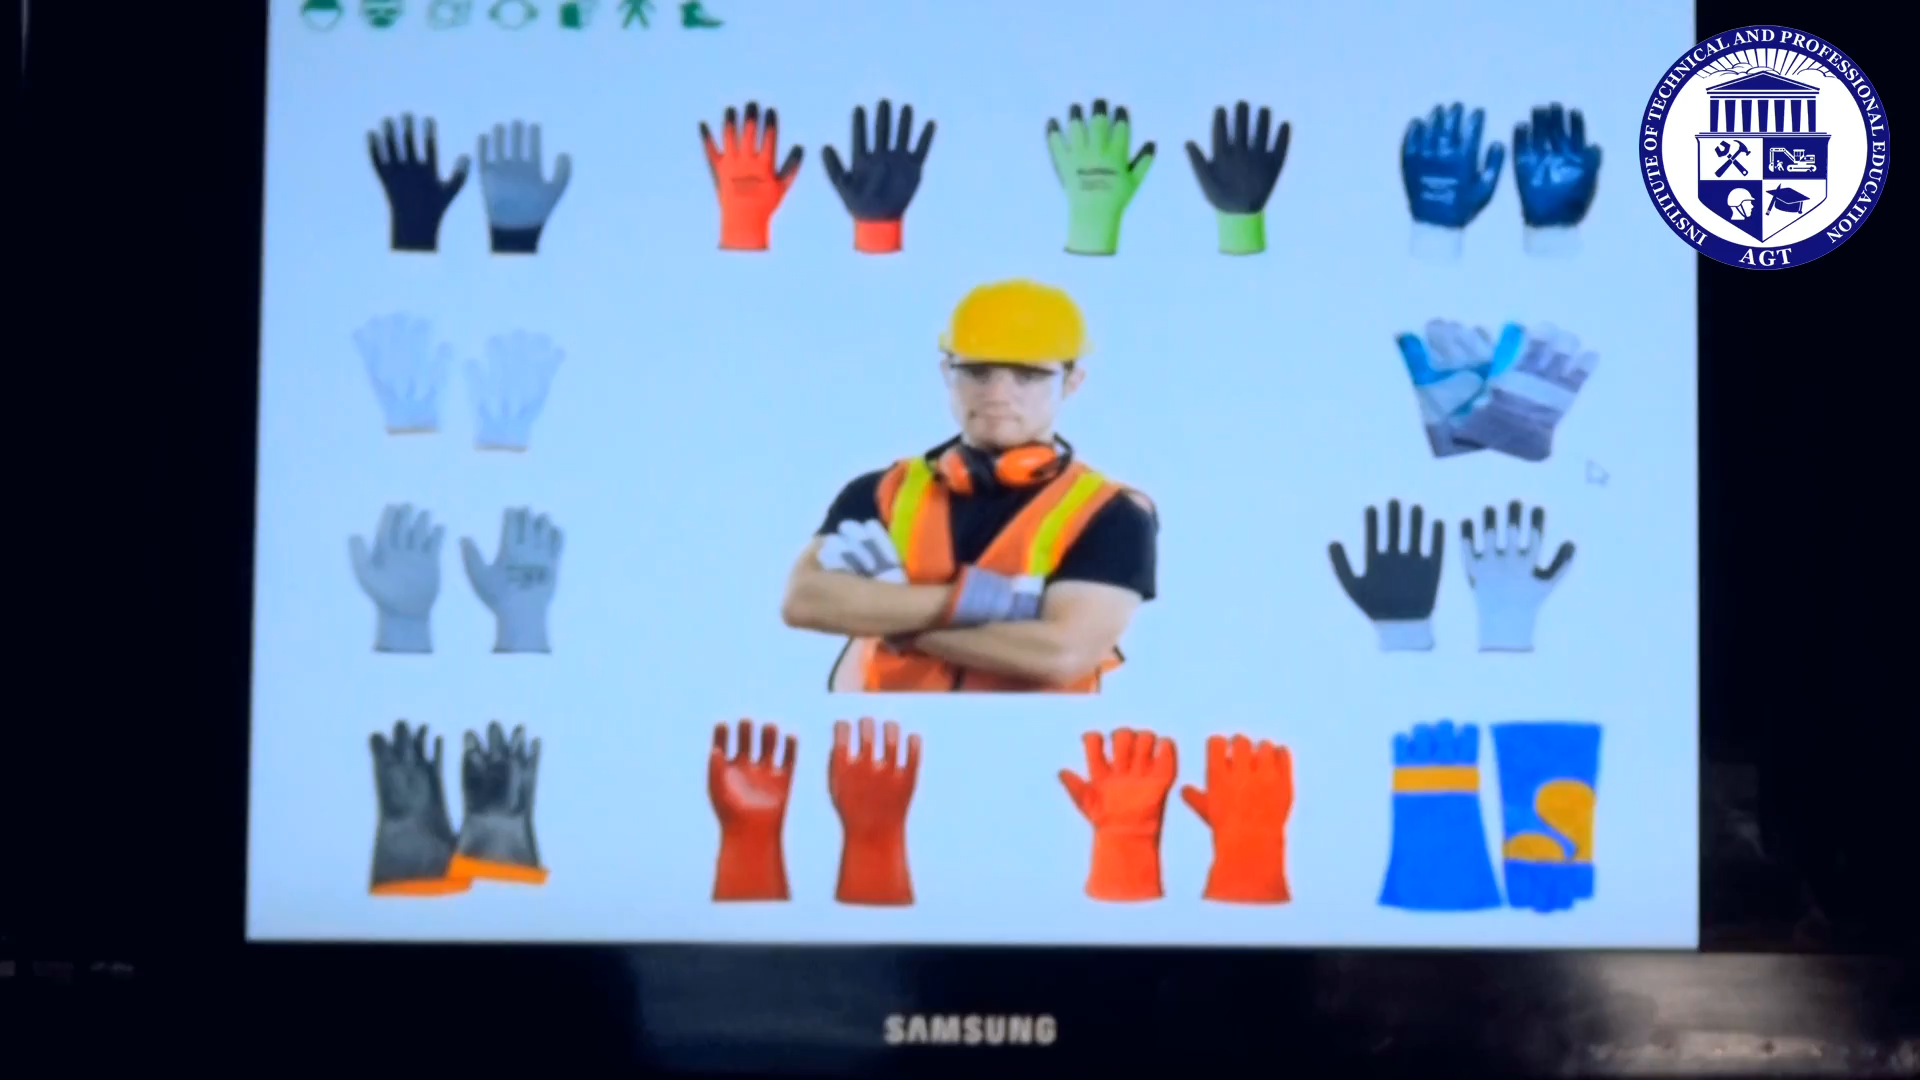 INSTITUTE OF TECHNICAL AND PROFESSIONAL EDUCATION
AGT
SAMSUNG